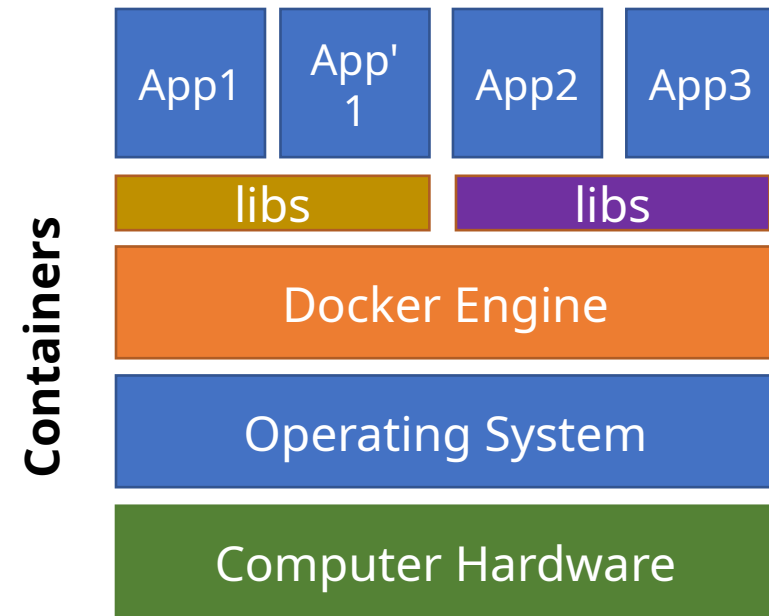 App1
App'
1
App2
App3
libs
libs
Docker Engine
Operating System
Computer Hardware
Containers